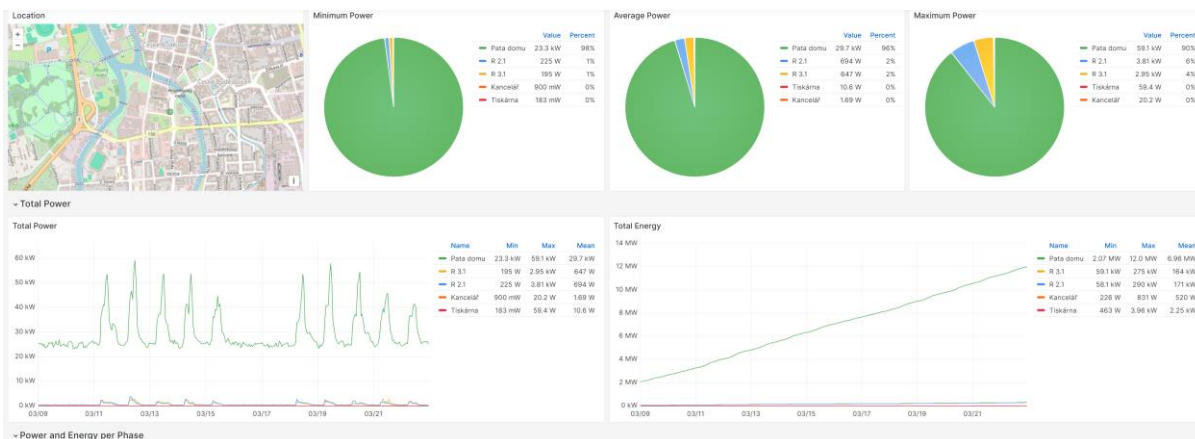 Location
Minimum Power
Value Percent
Pata domu 23.3 kW 98%
R 2.1 225 W 1%
R 3.1 195 W 1%
Kancelář 900 mW 0%
Tiskárna 183 mW 0%
Average Power
Value Percent
Pata domu 29.7 kW 96%
R 2.1 694 W 2%
R 3.1 647 W 2%
Tiskárna 10.6 W 0%
Kancelář 1.69 W 0%
Maximum Power
Value Percent
Pata domu 59.1 kW 90%
R 2.1 3.81 kW 6%
R 3.1 2.95 kW 4%
Tiskárna 59.4 W 0%
Kancelář 20.2 W 0%
Total Power
Total Power
Name Min Max Mean
Pata domu 23.3 kW 59.1 kW 29.7 kW
R 3.1 195 W 2.95 kW 647 W
R 2.1 225 W 3.81 kW 694 W
Kancelář 900 mW 20.2 W 1.69 W
Tiskárna 183 mW 59.4 W 10.6 W
60 kW
50 kW
40 kW
30 kW
20 kW
10 kW
0 kW
03/09 03/11 03/13 03/15 03/17 03/19 03/21
Total Energy
Name Min Max Mean
Pata domu 2.07 MW 12.0 MW 6.96 MW
R 3.1 59.1 kW 275 kW 164 kW
R 2.1 58.1 kW 290 kW 171 kW
Kancelář 226 W 831 W 520 W
Tiskárna 463 W 3.96 kW 2.25 kW
14 MW
12 MW
10 MW
8 MW
6 MW
4 MW
2 MW
0 kW
03/09 03/11 03/13 03/15 03/17 03/19 03/21
Power and Energy per Phase